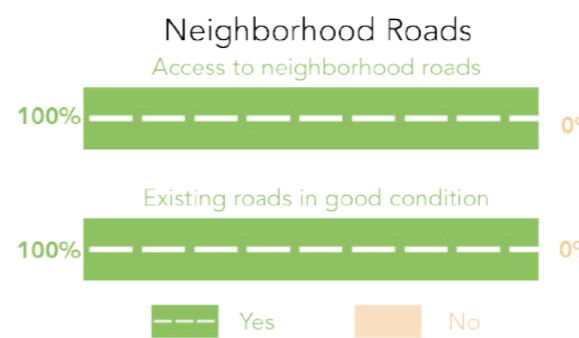 Neighborhood Roads
Access to neighborhood roads
100%
0%
Existing roads in good condition
100%
0%
Yes No